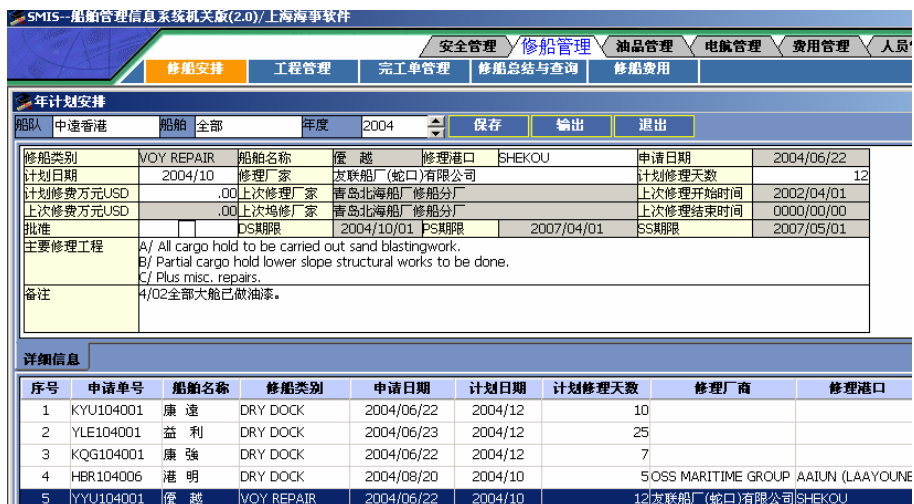 SMIS--船舶管理信息系统机关版(2.0)/上海海事软件
安全管理 修船管理 油品管理 电航管理 费用管理 人员
修船安排 工程管理 完工单管理 修船总结与查询 修船费用
年计划安排
船队 中遠香港 船舶 全部 年度 2004 保存 输出 退出
修船类别 VOY REPAIR 船舶名称 優 越 修理港口 SHEKOU 申请日期 2004/06/22
计划日期 2004/10 修理厂家 友联船厂(蛇口)有限公司 计划修理天数 12
计划修费万元USD .00 上次修理厂家 青岛北海船厂修船分厂 上次修理开始时间 2002/04/01
上次修费万元USD .00 上次坞修厂家 青岛北海船厂修船分厂 上次修理结束时间 0000/00/00
批准 DS期限 2004/10/01 PS期限 2007/04/01 SS期限 2007/05/01
主要修理工程 A/ All cargo hold to be carried out sand blastingwork.
B/ Partial cargo hold lower slope structural works to be done.
C/ Plus misc. repairs.
备注 4/02全部大舱已做油漆。
详细信息
序号 申请单号 船舶名称 修船类别 申请日期 计划日期 计划修理天数 修理厂商 修理港口
1 KYU104001 康 遠 DRY DOCK 2004/06/22 2004/12 10
2 YLE104001 益 利 DRY DOCK 2004/06/23 2004/12 25
3 KQG104001 康 強 DRY DOCK 2004/06/22 2004/12 7
4 HBR104006 港 明 DRY DOCK 2004/08/20 2004/10 5 OSS MARITIME GROUP AAIUN (LAAYOUNE
5 YYU104001 優 越 VOY REPAIR 2004/06/22 2004/10 12 友联船厂(蛇口)有限公司 SHEKOU